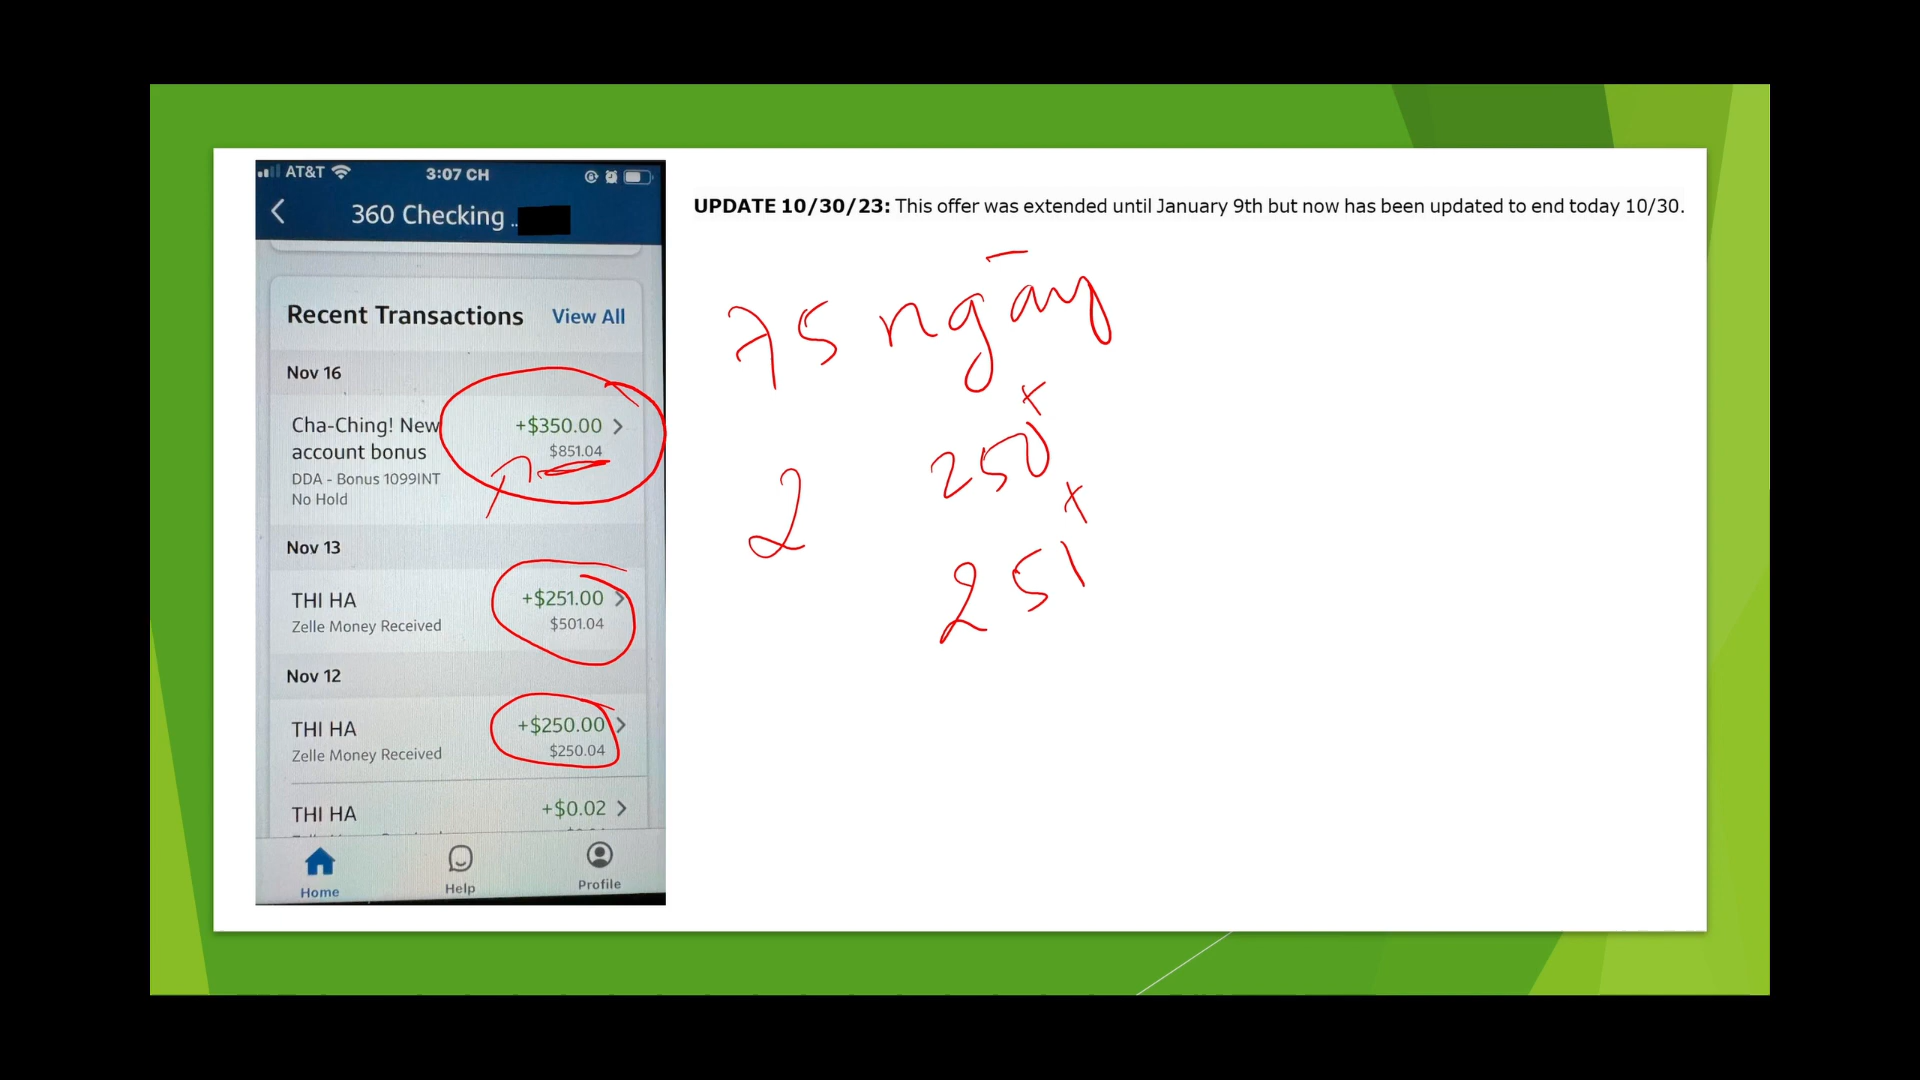 AT&T 3:07 CH
360 Checking ..
UPDATE 10/30/23: This offer was extended until January 9th but now has been updated to end today 10/30.
Recent Transactions View All
Nov 16
Cha-Ching! New account bonus +$350.00
$851.04
DDA - Bonus 1099INT
No Hold
Nov 13
THI HA +$251.00
Zelle Money Received $501.04
Nov 12
THI HA +$250.00
Zelle Money Received $250.04
THI HA +$0.02
Home Help Profile
75 ngày
2 250
251